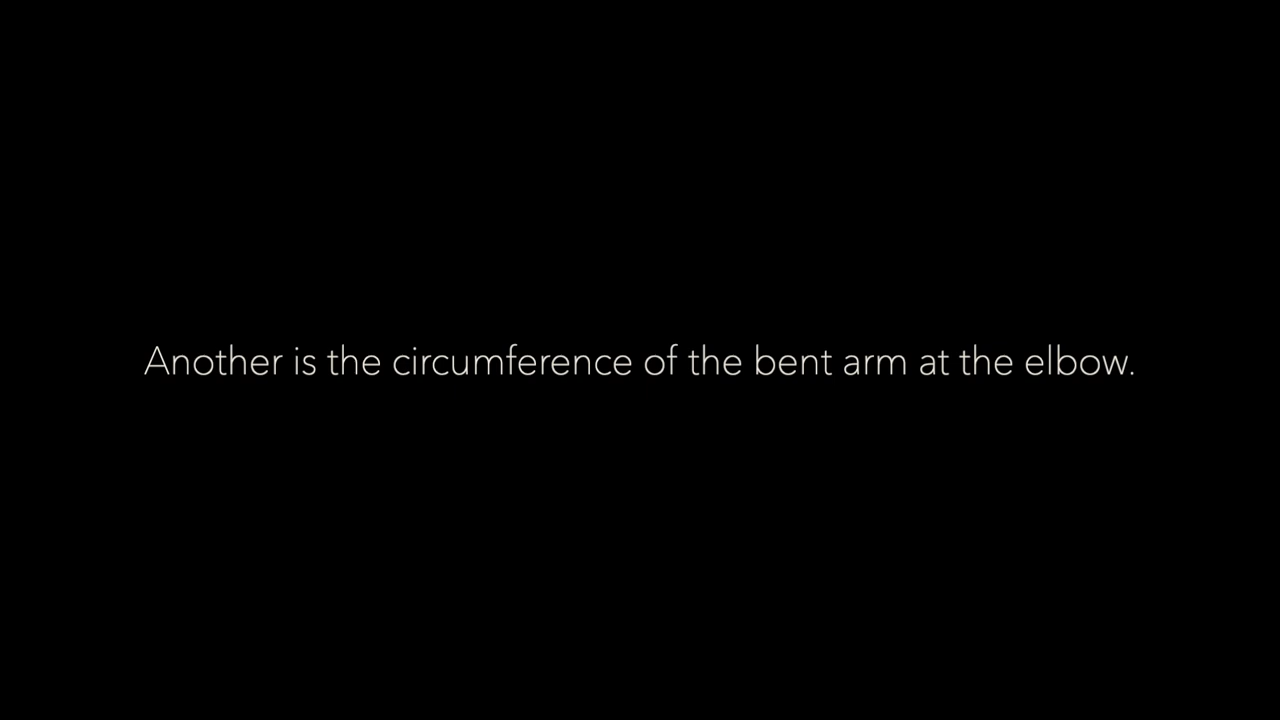 Another is the circumference of the bent arm at the elbow.